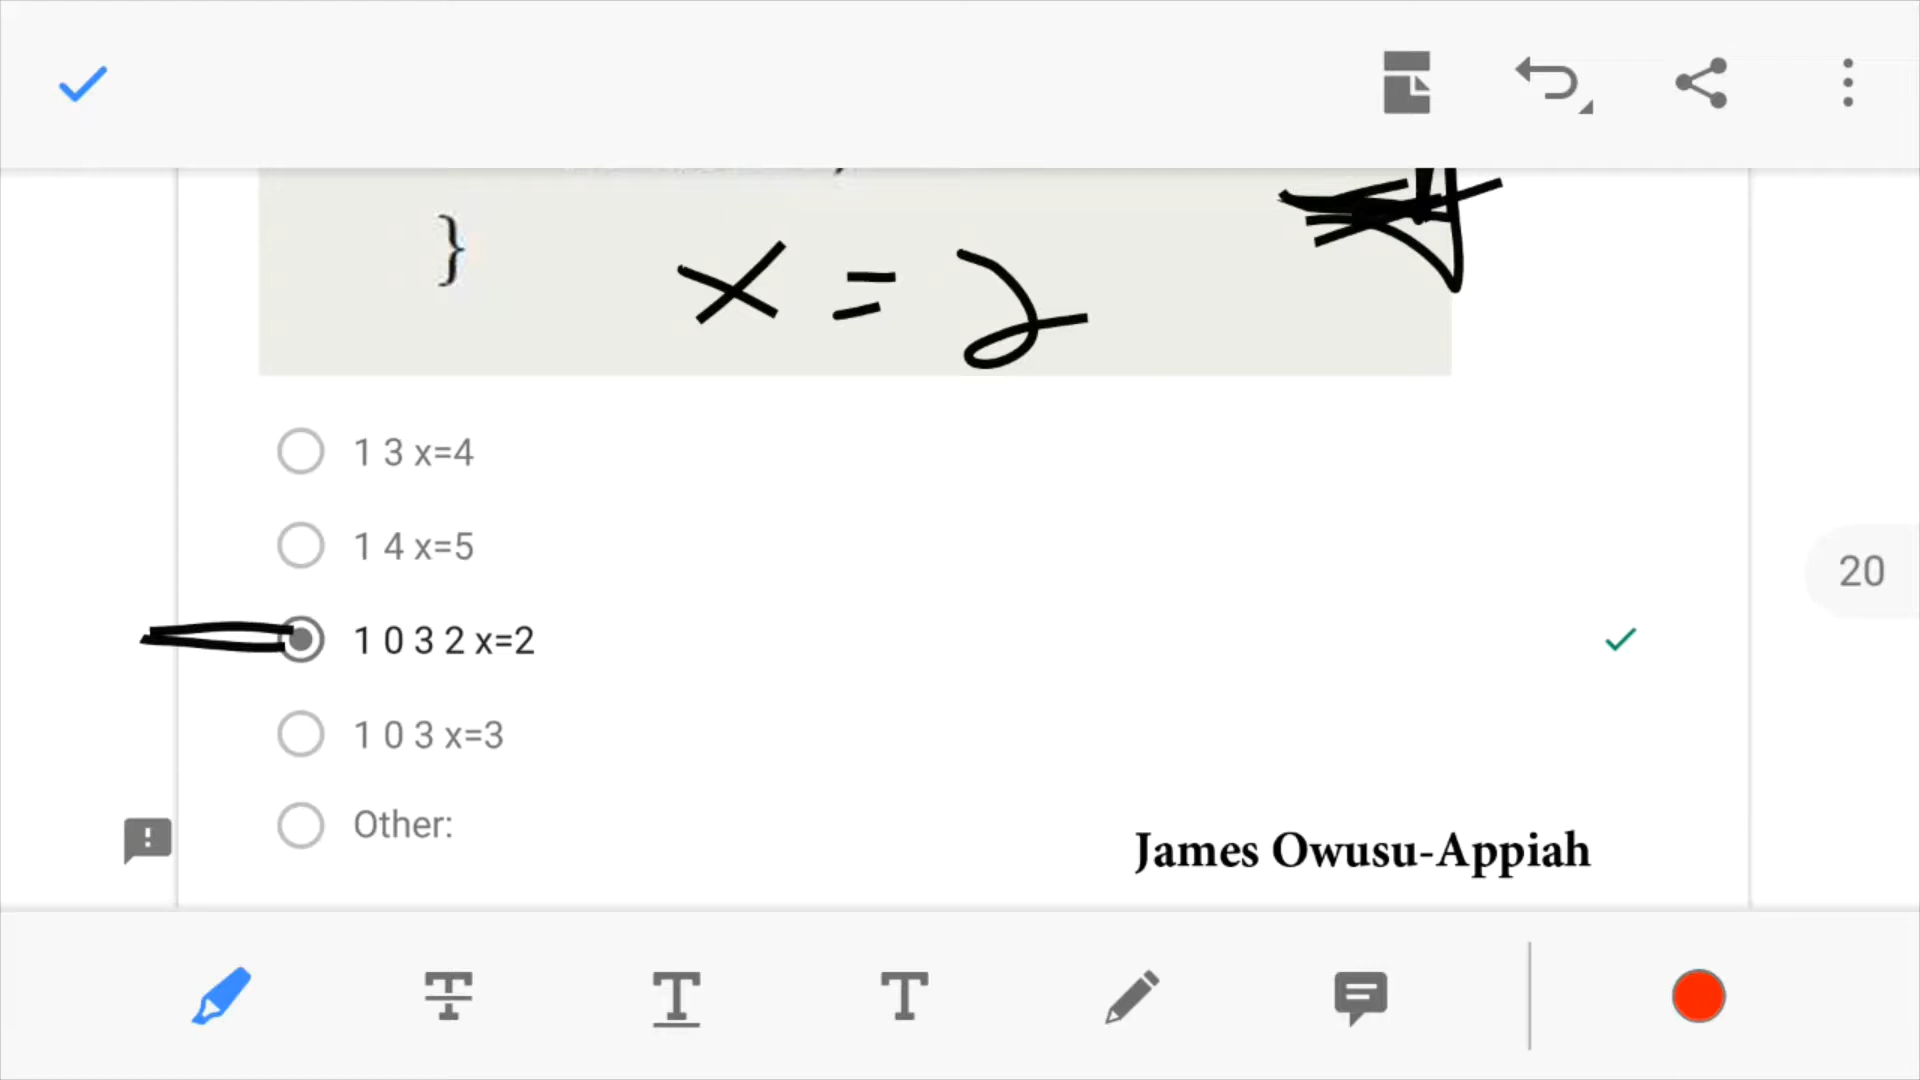 }
x = 2
1 3 x=4
1 4 x=5
1 0 3 2 x=2
20
1 0 3 x=3
Other:
James Owusu-Appiah